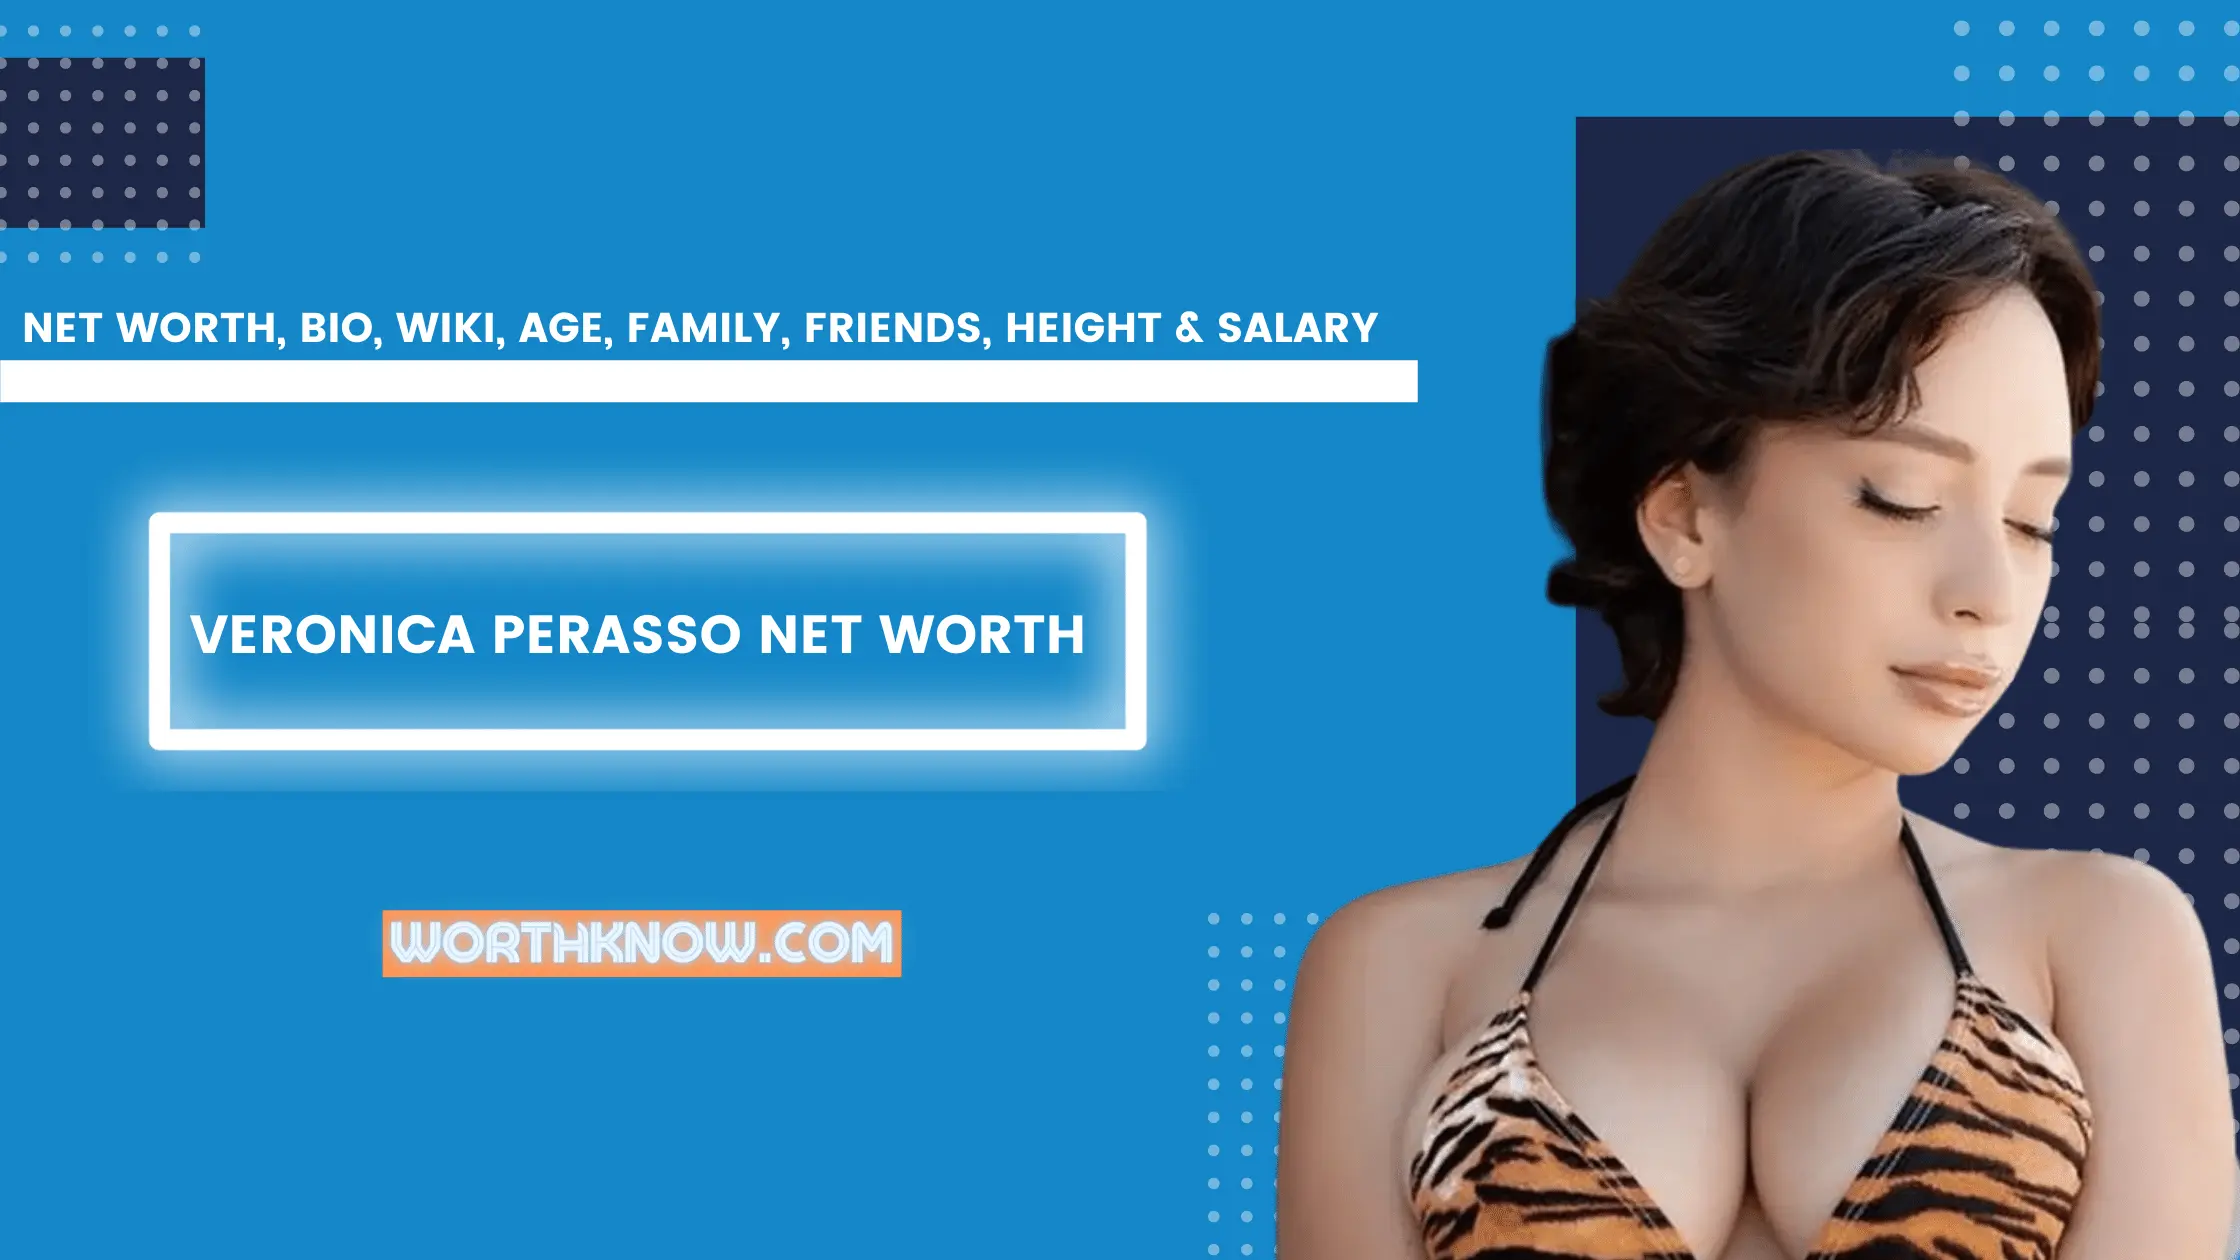 NET WORTH, BIO, WIKI, AGE, FAMILY, FRIENDS, HEIGHT & SALARY
VERONICA PERASSO NET WORTH
WORTHKNOW.COM